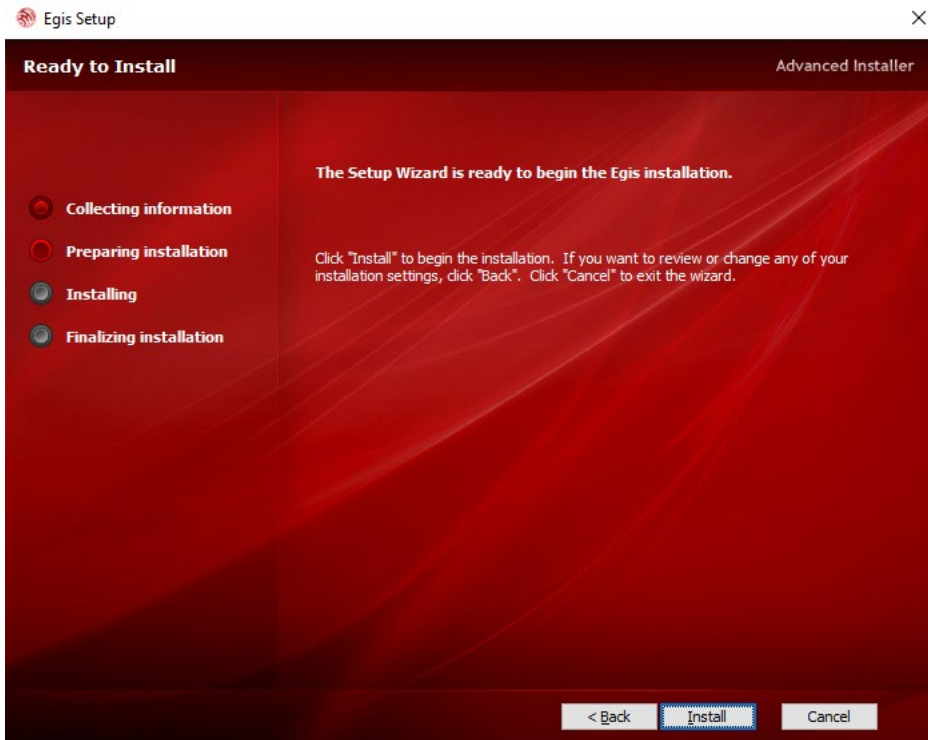 Egis Setup
Ready to Install
Advanced Installer
The Setup Wizard is ready to begin the Egis installation.
Collecting information
Preparing installation
Installing
Finalizing installation
Click "Install" to begin the installation. If you want to review or change any of your
installation settings, click "Back". Click "Cancel" to exit the wizard.
< Back
Install
Cancel